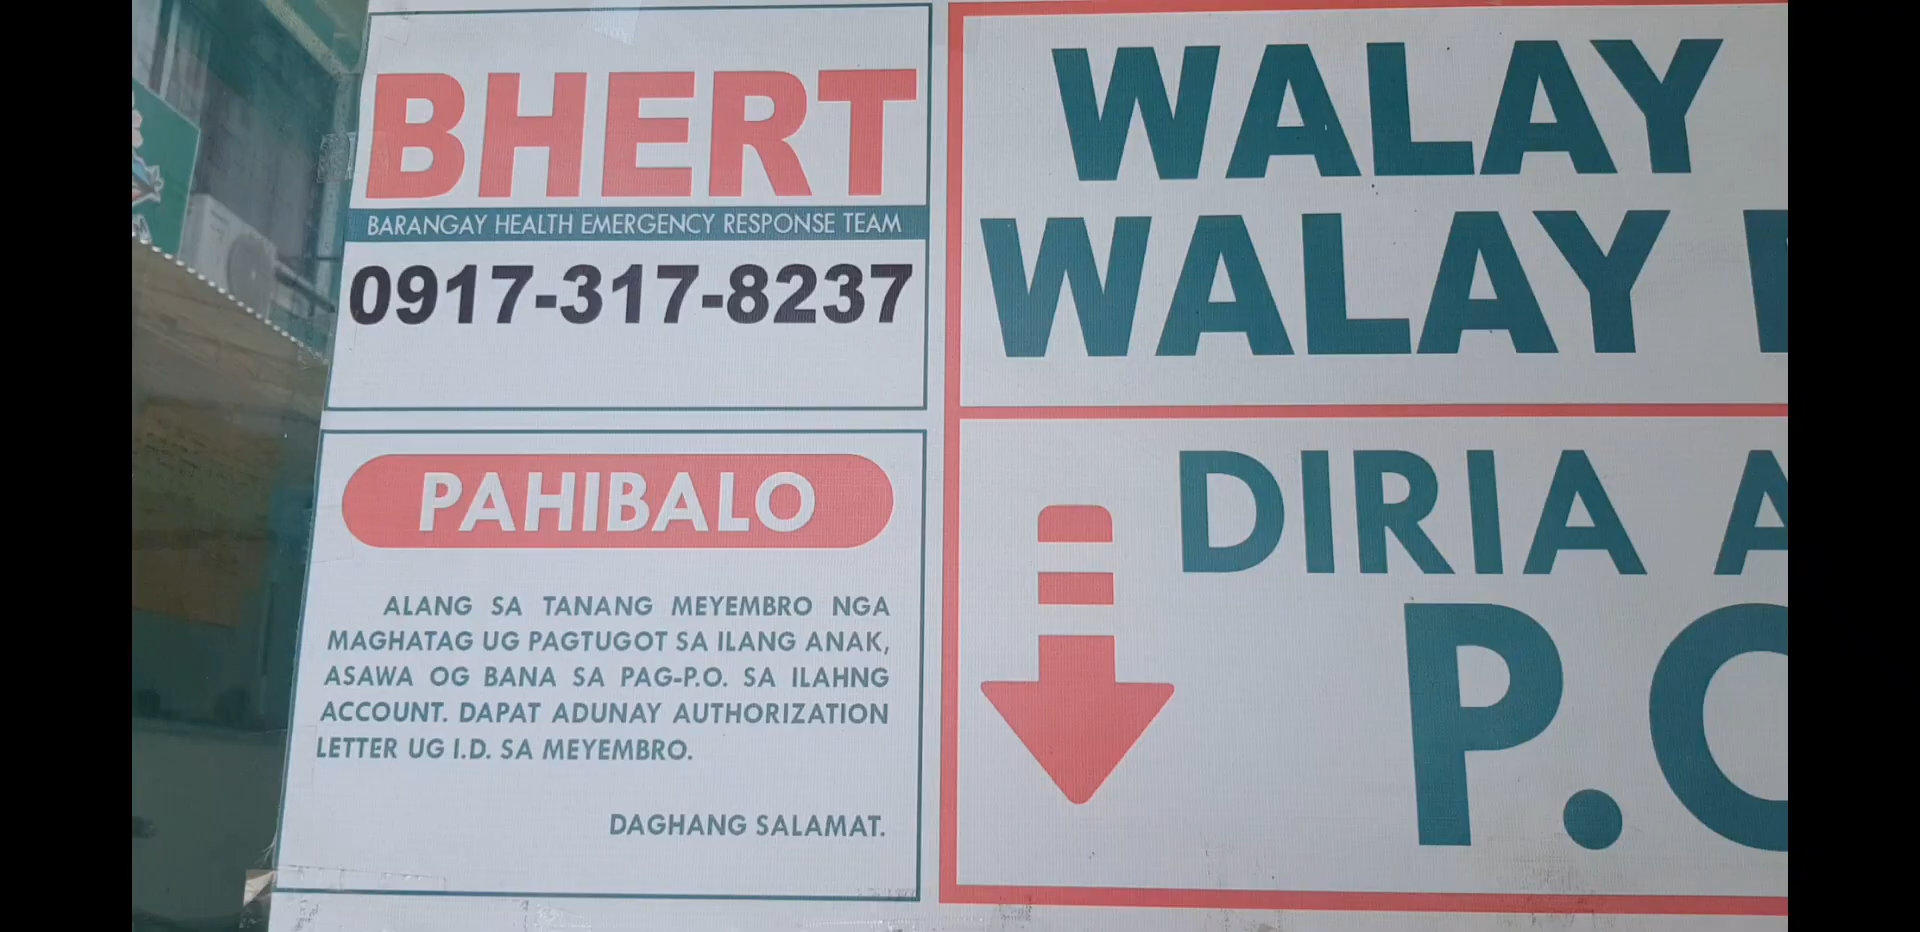 BHERT
BARANGAY HEALTH EMERGENCY RESPONSE TEAM
0917-317-8237
PAHIBALO
ALANG SA TANANG MEYEMBRO NGA
MAGHATAG UG PAGTUGOT SA ILANG ANAK,
ASAWA OG BANA SA PAG-P.O. SA ILAHNG
ACCOUNT. DAPAT ADUNAY AUTHORIZATION
LETTER UG I.D. SA MEYEMBRO.
DAGHANG SALAMAT.
WALAY
WALAY
DIRIA A
P.O